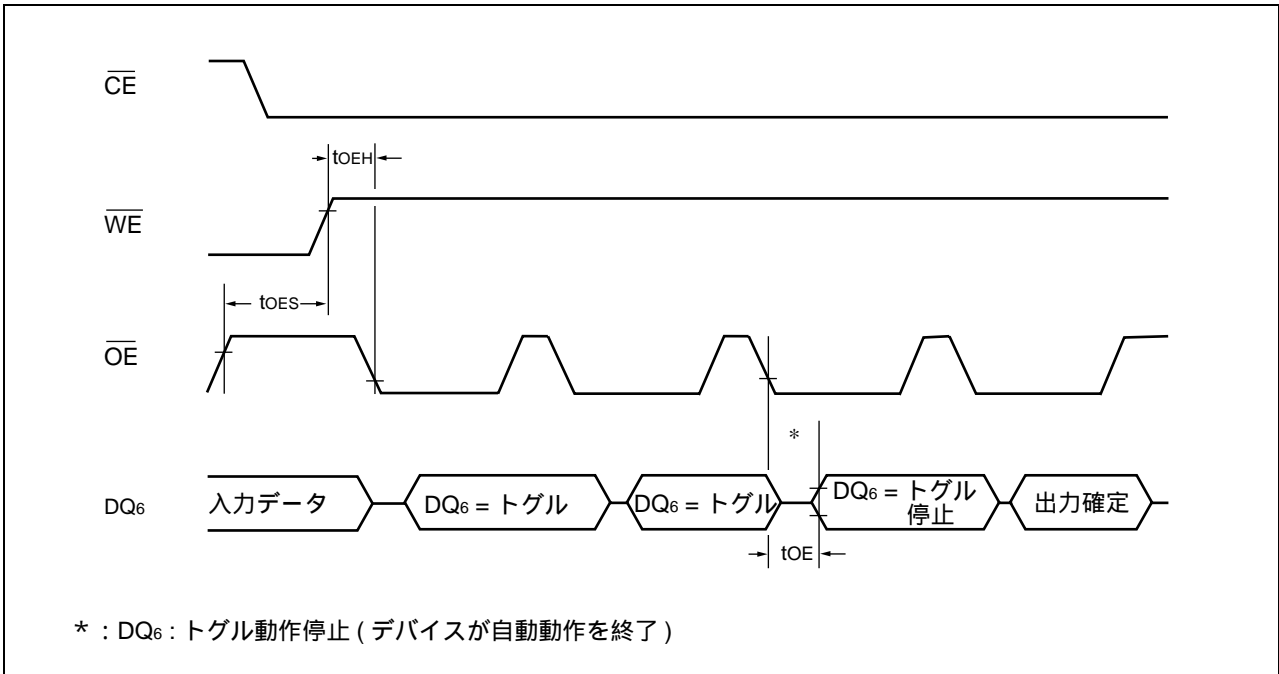 CE
tOEH
WE
tOES
OE
*
DQ6
入力データ
DQ6 = トグル
DQ6 = トグル
DQ6 = トグル
停止
出力確定
tOE
* : DQ6 : トグル動作停止 ( デバイスが自動動作を終了 )